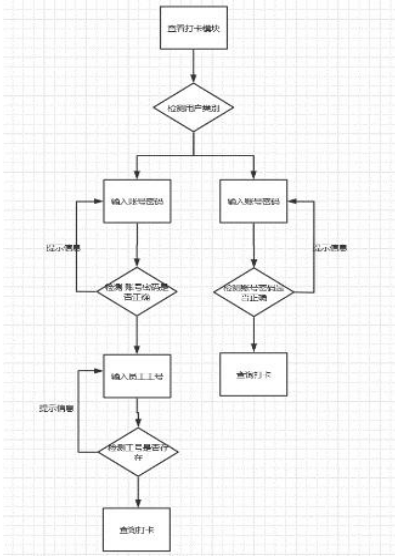 查看打卡模块
检测用户类别
输入账号密码
输入账号密码
提示信息
提示信息
检测 账号密码是
否正确
检测账号密码是
否正确
输入员工工号
查询打卡
提示信息
检测工号是否存
在
查询打卡